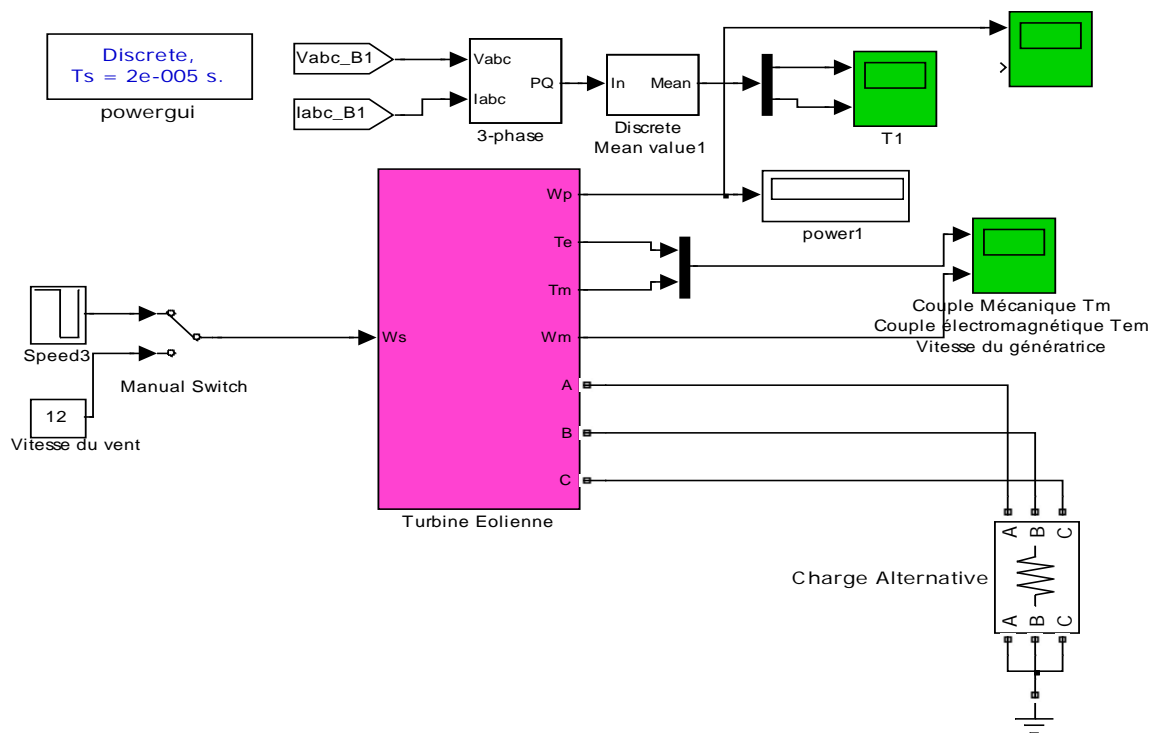 Discrete,
Ts = 2e-005 s.
powergui
Vabc_B1
Iabc_B1
Vabc
Iabc
PQ
3-phase
In
Mean
Discrete
Mean value1
T1
Wp
Te
Tm
Wm
A
B
C
Ws
Turbine Eolienne
power1
Couple Mécanique Tm
Couple électromagnétique Tem
Vitesse du génératrice
Speed3
Manual Switch
12
Vitesse du vent
A B C
Charge Alternative
A B C